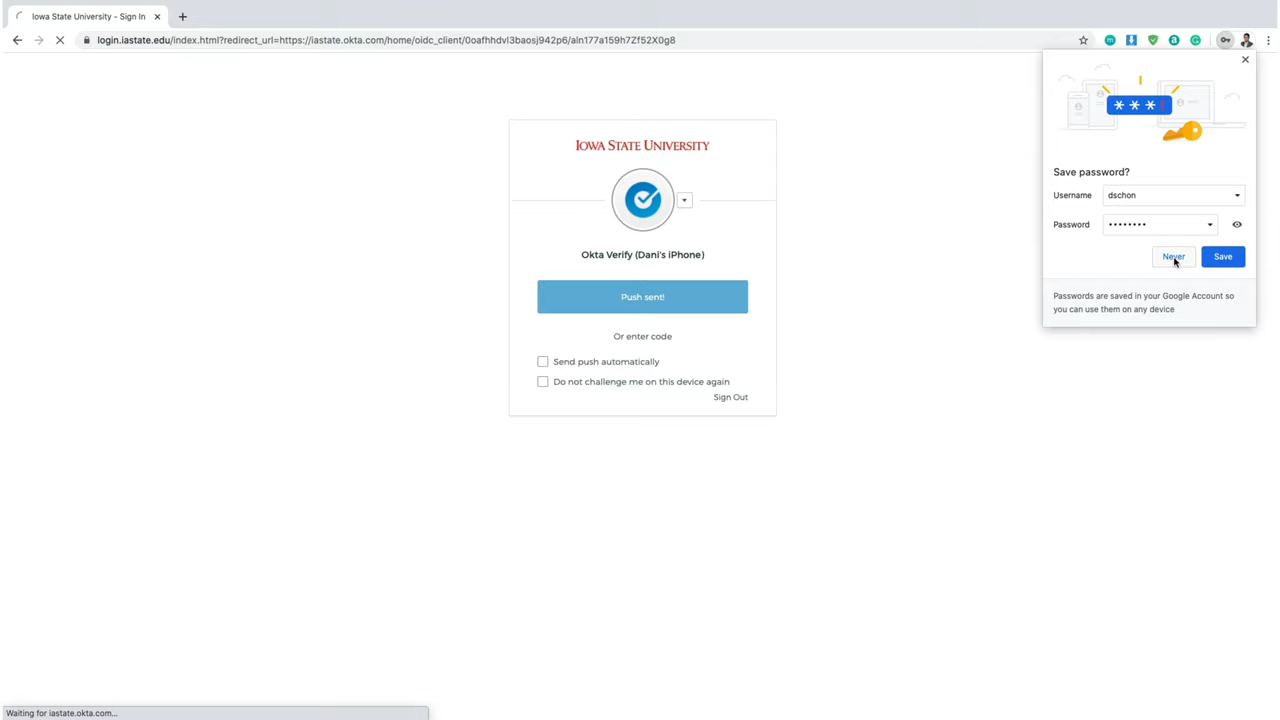 Iowa State University - Sign In
login.iastate.edu/index.html?redirect_url=https://iastate.okta.com/home/oidc_client/0oafhhdvl3baosj942p6/aln177a159h7Zf52X0g8
IOWA STATE UNIVERSITY
Okta Verify (Dani's iPhone)
Push sent!
Or enter code
Send push automatically
Do not challenge me on this device again
Sign Out
* * *
Save password?
Username dschon
Password ••••••••
Never Save
Passwords are saved in your Google Account so
you can use them on any device
Waiting for iastate.okta.com...